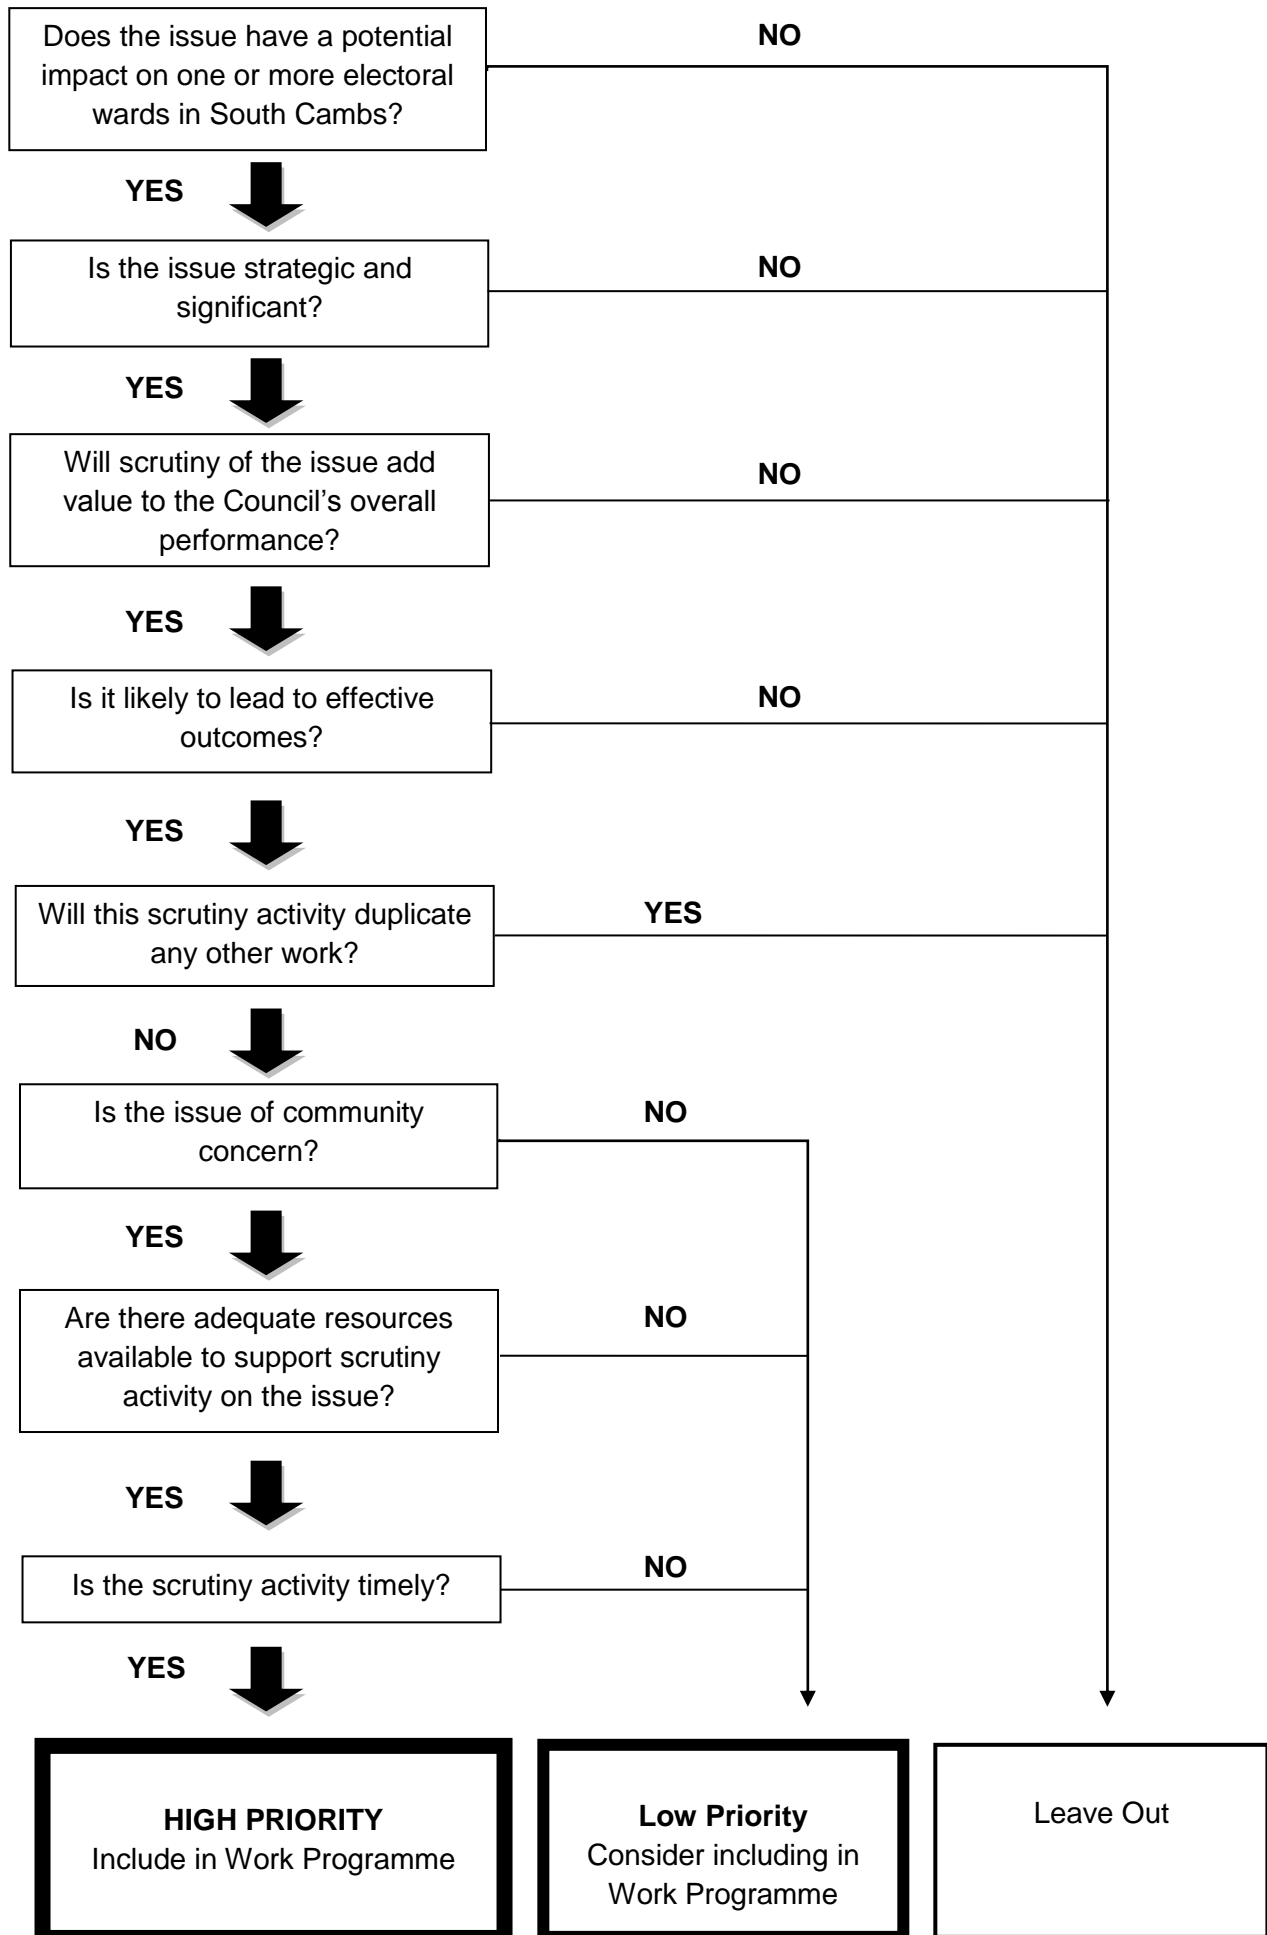 Does the issue have a potential
impact on one or more electoral
wards in South Cambs?
NO
YES
Is the issue strategic and
significant?
NO
YES
Will scrutiny of the issue add
value to the Council’s overall
performance?
NO
YES
Is it likely to lead to effective
outcomes?
NO
YES
Will this scrutiny activity duplicate
any other work?
YES
NO
Is the issue of community
concern?
NO
YES
Are there adequate resources
available to support scrutiny
activity on the issue?
NO
YES
Is the scrutiny activity timely?
NO
YES
HIGH PRIORITY
Include in Work Programme
Low Priority
Consider including in
Work Programme
Leave Out